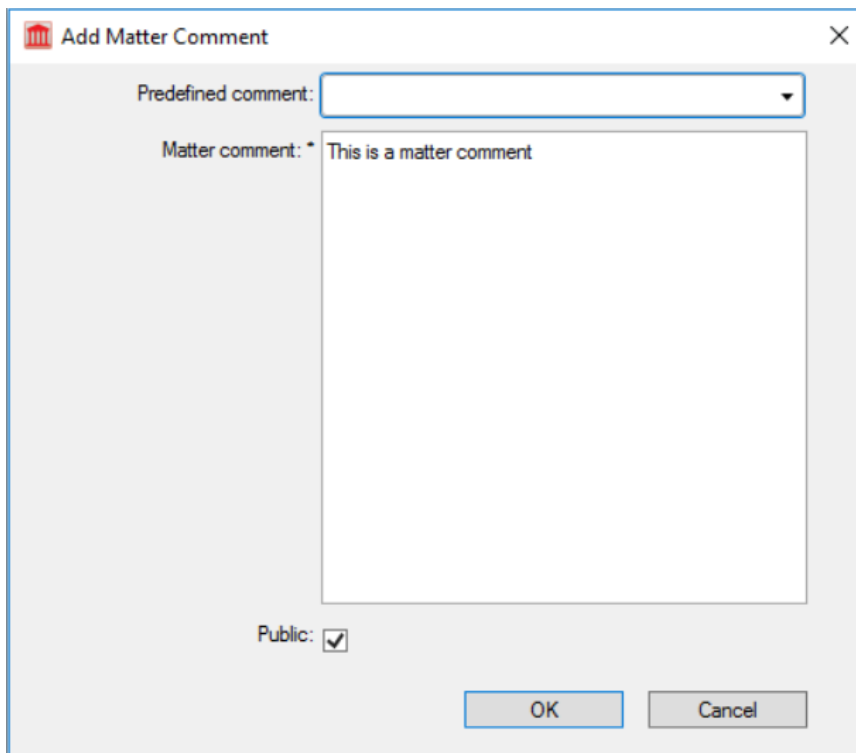 Add Matter Comment
Predefined comment:
Matter comment: * This is a matter comment
Public:
OK Cancel